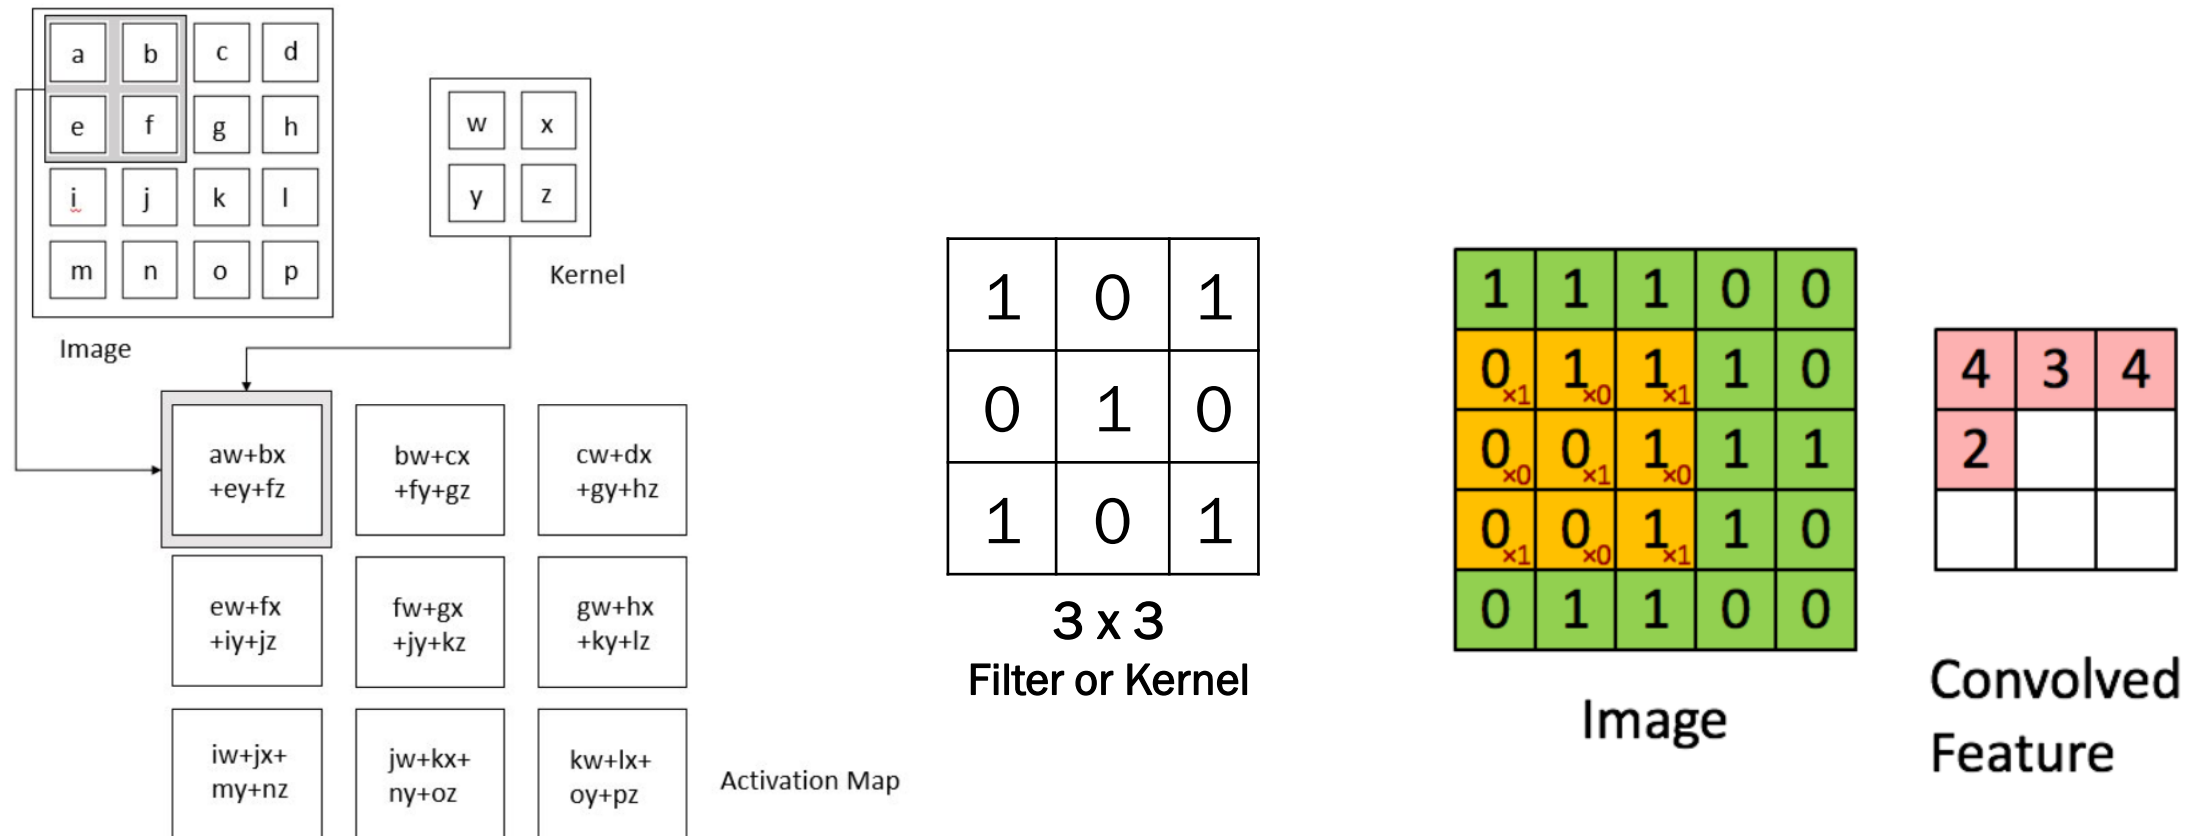 a b c d
e f g h
i j k l
m n o p
Image
w x
y z
Kernel
aw+bx
+ey+fz
bw+cx
+fy+gz
cw+dx
+gy+hz
ew+fx
+iy+jz
fw+gx
+jy+kz
gw+hx
+ky+lz
iw+jx+
my+nz
jw+kx+
ny+oz
kw+lx+
oy+pz
Activation Map
1 0 1
0 1 0
1 0 1
3 x 3
Filter or Kernel
1 1 1 0 0
0×1 1×0 1×1 1 0
0×0 0×1 1×0 1 1
0×1 0×0 1×1 1 0
0 1 1 0 0
Image
4 3 4
2
Convolved
Feature